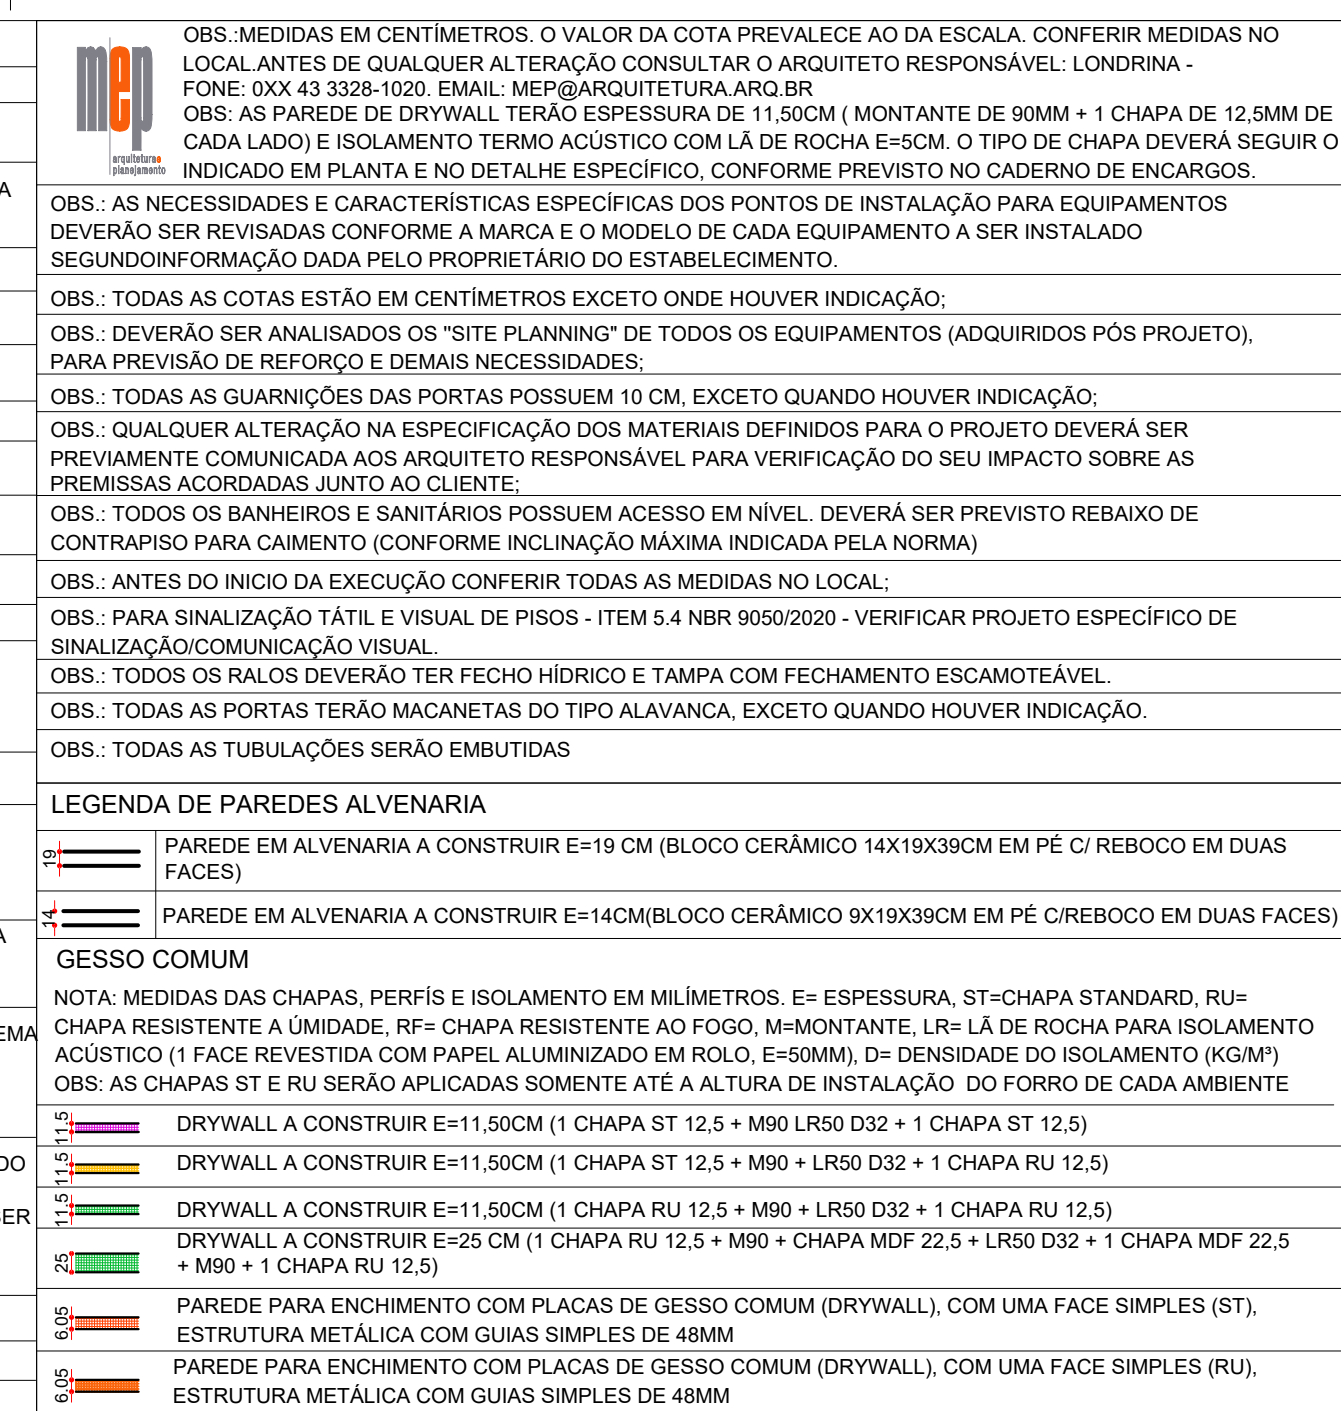 mep
arquitetura e
planejamento
OBS.:MEDIDAS EM CENTÍMETROS. O VALOR DA COTA PREVALECE AO DA ESCALA. CONFERIR MEDIDAS NO
LOCAL.ANTES DE QUALQUER ALTERAÇÃO CONSULTAR O ARQUITETO RESPONSÁVEL: LONDRINA -
FONE: 0XX 43 3328-1020. EMAIL: MEP@ARQUITETURA.ARQ.BR
OBS: AS PAREDE DE DRYWALL TERÃO ESPESSURA DE 11,50CM ( MONTANTE DE 90MM + 1 CHAPA DE 12,5MM DE
CADA LADO) E ISOLAMENTO TERMO ACÚSTICO COM LÃ DE ROCHA E=5CM. O TIPO DE CHAPA DEVERÁ SEGUIR O
INDICADO EM PLANTA E NO DETALHE ESPECÍFICO, CONFORME PREVISTO NO CADERNO DE ENCARGOS.
A
OBS.: AS NECESSIDADES E CARACTERÍSTICAS ESPECÍFICAS DOS PONTOS DE INSTALAÇÃO PARA EQUIPAMENTOS
DEVERÃO SER REVISADAS CONFORME A MARCA E O MODELO DE CADA EQUIPAMENTO A SER INSTALADO
SEGUNDOINFORMAÇÃO DADA PELO PROPRIETÁRIO DO ESTABELECIMENTO.
OBS.: TODAS AS COTAS ESTÃO EM CENTÍMETROS EXCETO ONDE HOUVER INDICAÇÃO;
OBS.: DEVERÃO SER ANALISADOS OS "SITE PLANNING" DE TODOS OS EQUIPAMENTOS (ADQUIRIDOS PÓS PROJETO),
PARA PREVISÃO DE REFORÇO E DEMAIS NECESSIDADES;
OBS.: TODAS AS GUARNIÇÕES DAS PORTAS POSSUEM 10 CM, EXCETO QUANDO HOUVER INDICAÇÃO;
OBS.: QUALQUER ALTERAÇÃO NA ESPECIFICAÇÃO DOS MATERIAIS DEFINIDOS PARA O PROJETO DEVERÁ SER
PREVIAMENTE COMUNICADA AOS ARQUITETO RESPONSÁVEL PARA VERIFICAÇÃO DO SEU IMPACTO SOBRE AS
PREMISSAS ACORDADAS JUNTO AO CLIENTE;
OBS.: TODOS OS BANHEIROS E SANITÁRIOS POSSUEM ACESSO EM NÍVEL. DEVERÁ SER PREVISTO REBAIXO DE
CONTRAPISO PARA CAIMENTO (CONFORME INCLINAÇÃO MÁXIMA INDICADA PELA NORMA)
OBS.: ANTES DO INICIO DA EXECUÇÃO CONFERIR TODAS AS MEDIDAS NO LOCAL;
OBS.: PARA SINALIZAÇÃO TÁTIL E VISUAL DE PISOS - ITEM 5.4 NBR 9050/2020 - VERIFICAR PROJETO ESPECÍFICO DE
SINALIZAÇÃO/COMUNICAÇÃO VISUAL.
OBS.: TODOS OS RALOS DEVERÃO TER FECHO HÍDRICO E TAMPA COM FECHAMENTO ESCAMOTEÁVEL.
OBS.: TODAS AS PORTAS TERÃO MACANETAS DO TIPO ALAVANCA, EXCETO QUANDO HOUVER INDICAÇÃO.
OBS.: TODAS AS TUBULAÇÕES SERÃO EMBUTIDAS
LEGENDA DE PAREDES ALVENARIA
19
PAREDE EM ALVENARIA A CONSTRUIR E=19 CM (BLOCO CERÂMICO 14X19X39CM EM PÉ C/ REBOCO EM DUAS
FACES)
14
PAREDE EM ALVENARIA A CONSTRUIR E=14CM(BLOCO CERÂMICO 9X19X39CM EM PÉ C/REBOCO EM DUAS FACES)
A
GESSO COMUM
NOTA: MEDIDAS DAS CHAPAS, PERFÍS E ISOLAMENTO EM MILÍMETROS. E= ESPESSURA, ST=CHAPA STANDARD, RU=
CHAPA RESISTENTE A ÚMIDADE, RF= CHAPA RESISTENTE AO FOGO, M=MONTANTE, LR= LÃ DE ROCHA PARA ISOLAMENTO
EMA
ACÚSTICO (1 FACE REVESTIDA COM PAPEL ALUMINIZADO EM ROLO, E=50MM), D= DENSIDADE DO ISOLAMENTO (KG/M³)
OBS: AS CHAPAS ST E RU SERÃO APLICADAS SOMENTE ATÉ A ALTURA DE INSTALAÇÃO  DO FORRO DE CADA AMBIENTE
11.5
DRYWALL A CONSTRUIR E=11,50CM (1 CHAPA ST 12,5 + M90 LR50 D32 + 1 CHAPA ST 12,5)
DO
11.5
DRYWALL A CONSTRUIR E=11,50CM (1 CHAPA ST 12,5 + M90 + LR50 D32 + 1 CHAPA RU 12,5)
BER
11.5
DRYWALL A CONSTRUIR E=11,50CM (1 CHAPA RU 12,5 + M90 + LR50 D32 + 1 CHAPA RU 12,5)
25
DRYWALL A CONSTRUIR E=25 CM (1 CHAPA RU 12,5 + M90 + CHAPA MDF 22,5 + LR50 D32 + 1 CHAPA MDF 22,5
+ M90 + 1 CHAPA RU 12,5)
6.05
PAREDE PARA ENCHIMENTO COM PLACAS DE GESSO COMUM (DRYWALL), COM UMA FACE SIMPLES (ST),
ESTRUTURA METÁLICA COM GUIAS SIMPLES DE 48MM
6.05
PAREDE PARA ENCHIMENTO COM PLACAS DE GESSO COMUM (DRYWALL), COM UMA FACE SIMPLES (RU),
ESTRUTURA METÁLICA COM GUIAS SIMPLES DE 48MM